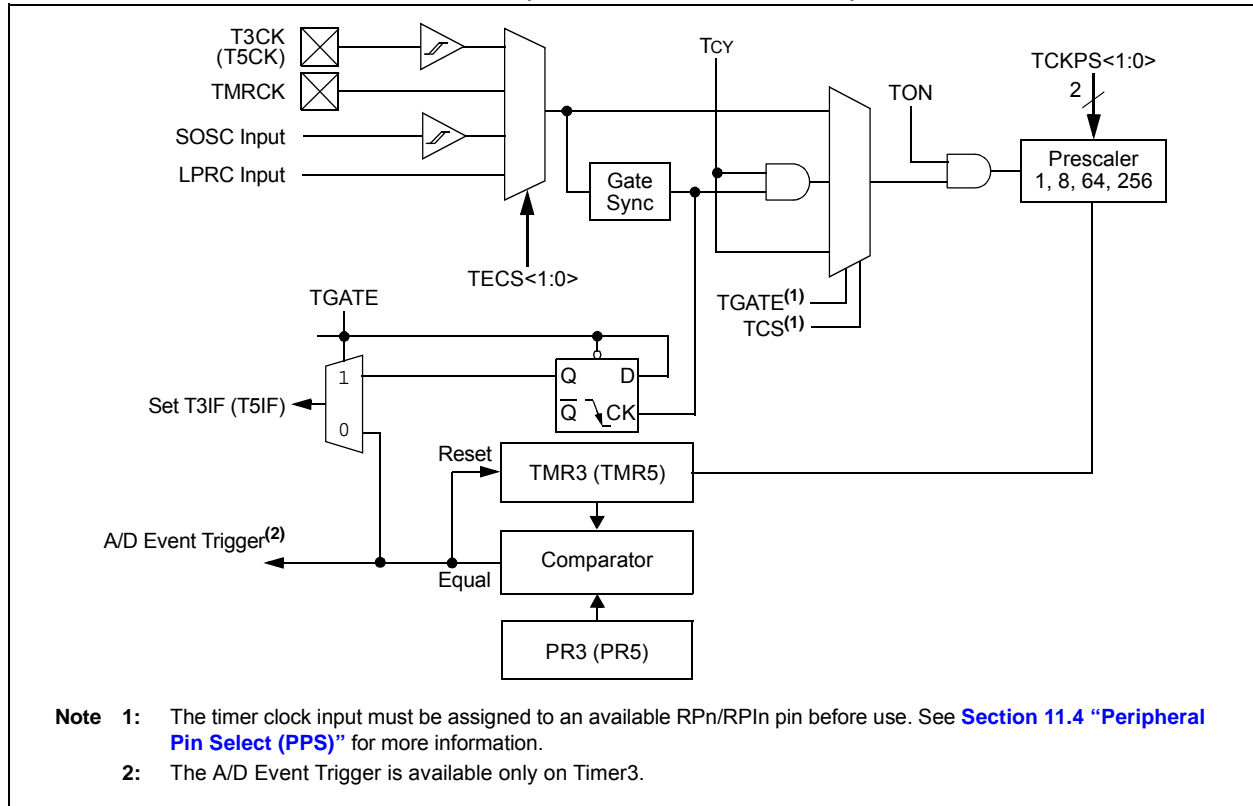 T3CK
(T5CK)
TMRCK
SOSC Input
LPRC Input
TECS<1:0>
Gate
Sync
TCY
TON
TCKPS<1:0>
2
Prescaler
1, 8, 64, 256
TGATE(1)
TCS(1)
TGATE
1
0
Set T3IF (T5IF)
Q D
Q CK
Reset
TMR3 (TMR5)
A/D Event Trigger(2)
Equal
Comparator
PR3 (PR5)
Note 1: The timer clock input must be assigned to an available RPn/RPIn pin before use. See Section 11.4 “Peripheral
Pin Select (PPS)” for more information.
2: The A/D Event Trigger is available only on Timer3.